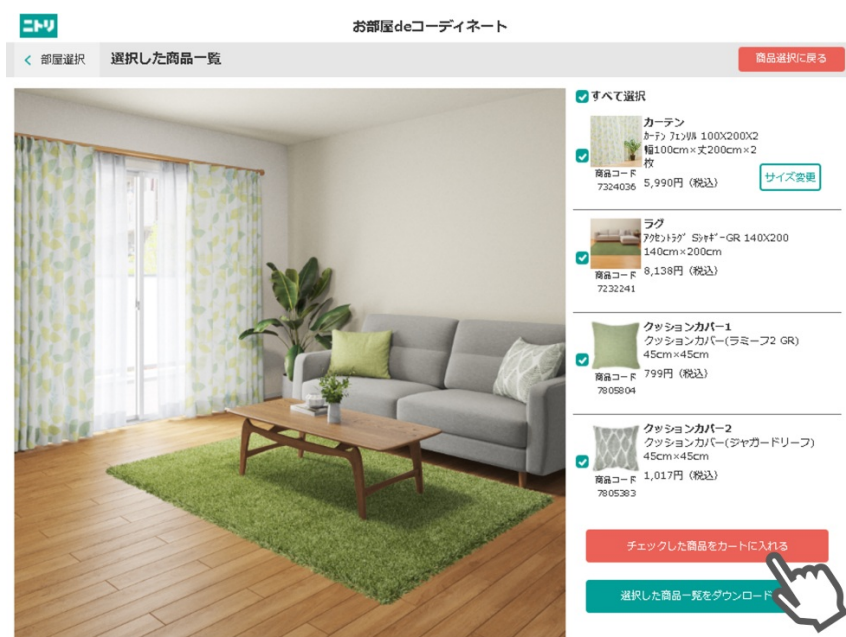 ニトリ
お部屋deコーディネート
部屋選択
選択した商品一覧
商品選択に戻る
すべて選択
カーテン
ｶｰﾃﾝ ﾌｪﾝﾘﾙ 100X200X2
幅100cm×丈200cm×2
枚
5,990円（税込）
商品コード
7324036
サイズ変更
ラグ
ｱｸｾﾝﾄﾗｸﾞ Sｼｬｷﾞｰ GR 140X200
140cm×200cm
8,138円（税込）
商品コード
7232241
クッションカバー1
クッションカバー(ラミーフ2 GR)
45cm×45cm
799円（税込）
商品コード
7805804
クッションカバー2
クッションカバー(ジャガードリーフ)
45cm×45cm
1,017円（税込）
商品コード
7805383
チェックした商品をカートに入れる
選択した商品一覧をダウンロード